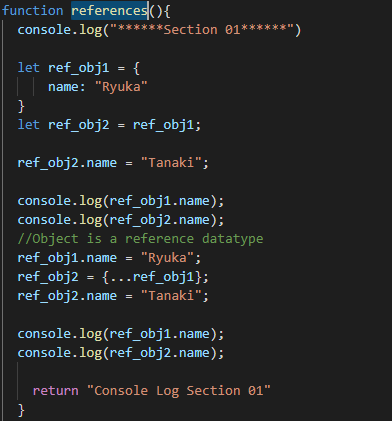 function references(){
console.log("******Section 01******")
let ref_obj1 = {
name: "Ryuka"
}
let ref_obj2 = ref_obj1;
ref_obj2.name = "Tanaki";
console.log(ref_obj1.name);
console.log(ref_obj2.name);
//Object is a reference datatype
ref_obj1.name = "Ryuka";
ref_obj2 = {...ref_obj1};
ref_obj2.name = "Tanaki";
console.log(ref_obj1.name);
console.log(ref_obj2.name);
return "Console Log Section 01"
}